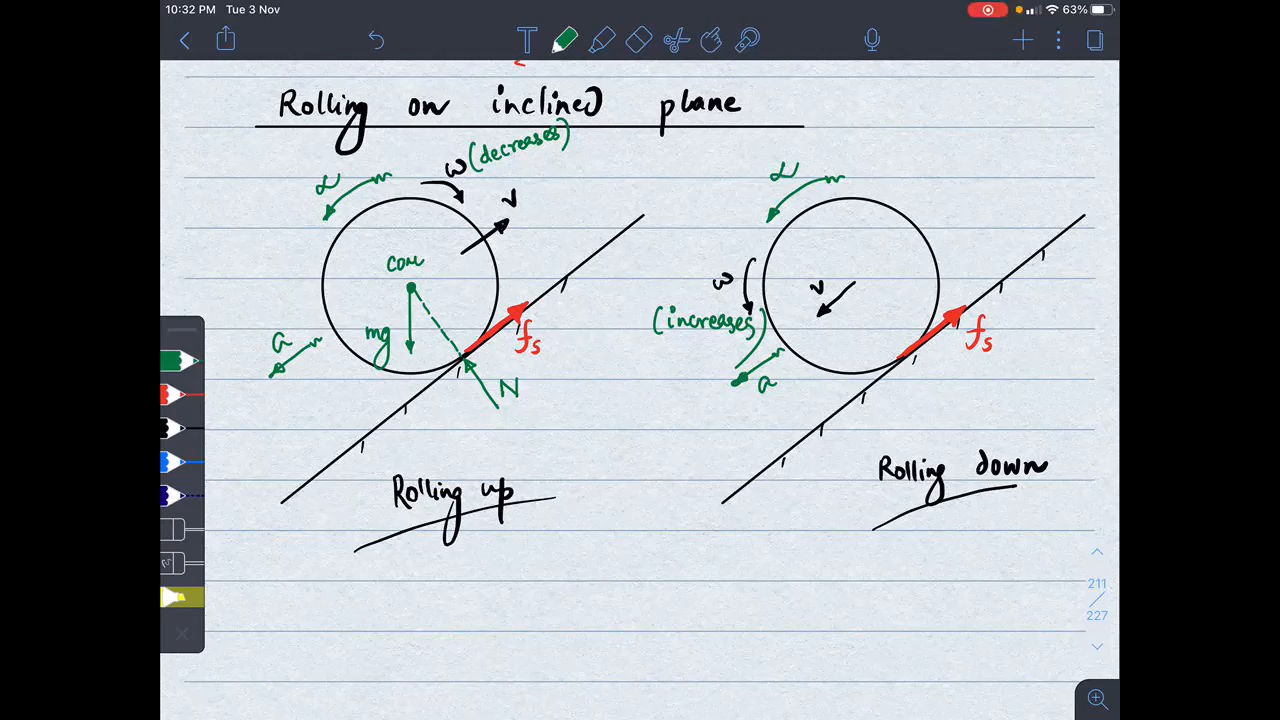 10:32 PM Tue 3 Nov
63%
Rolling on inclined plane
ω (decreases)
α
v
com
mg
a
fs
N
Rolling up
α
ω
(increases)
v
a
fs
Rolling down
211
227